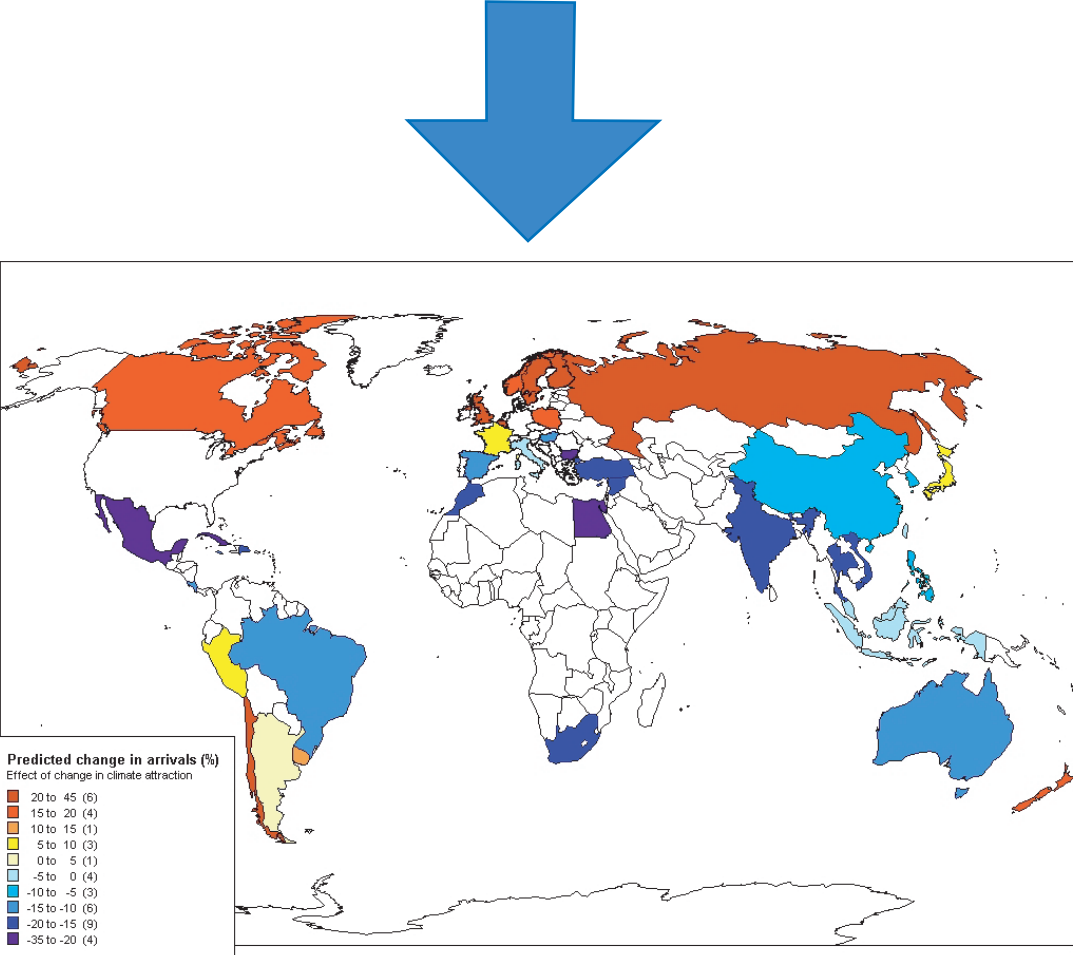 Predicted change in arrivals (%)
Effect of change in climate attraction
20 to 45 (6)
15 to 20 (4)
10 to 15 (1)
5 to 10 (3)
0 to 5 (1)
-5 to 0 (4)
-10 to -5 (3)
-15 to -10 (6)
-20 to -15 (9)
-35 to -20 (4)